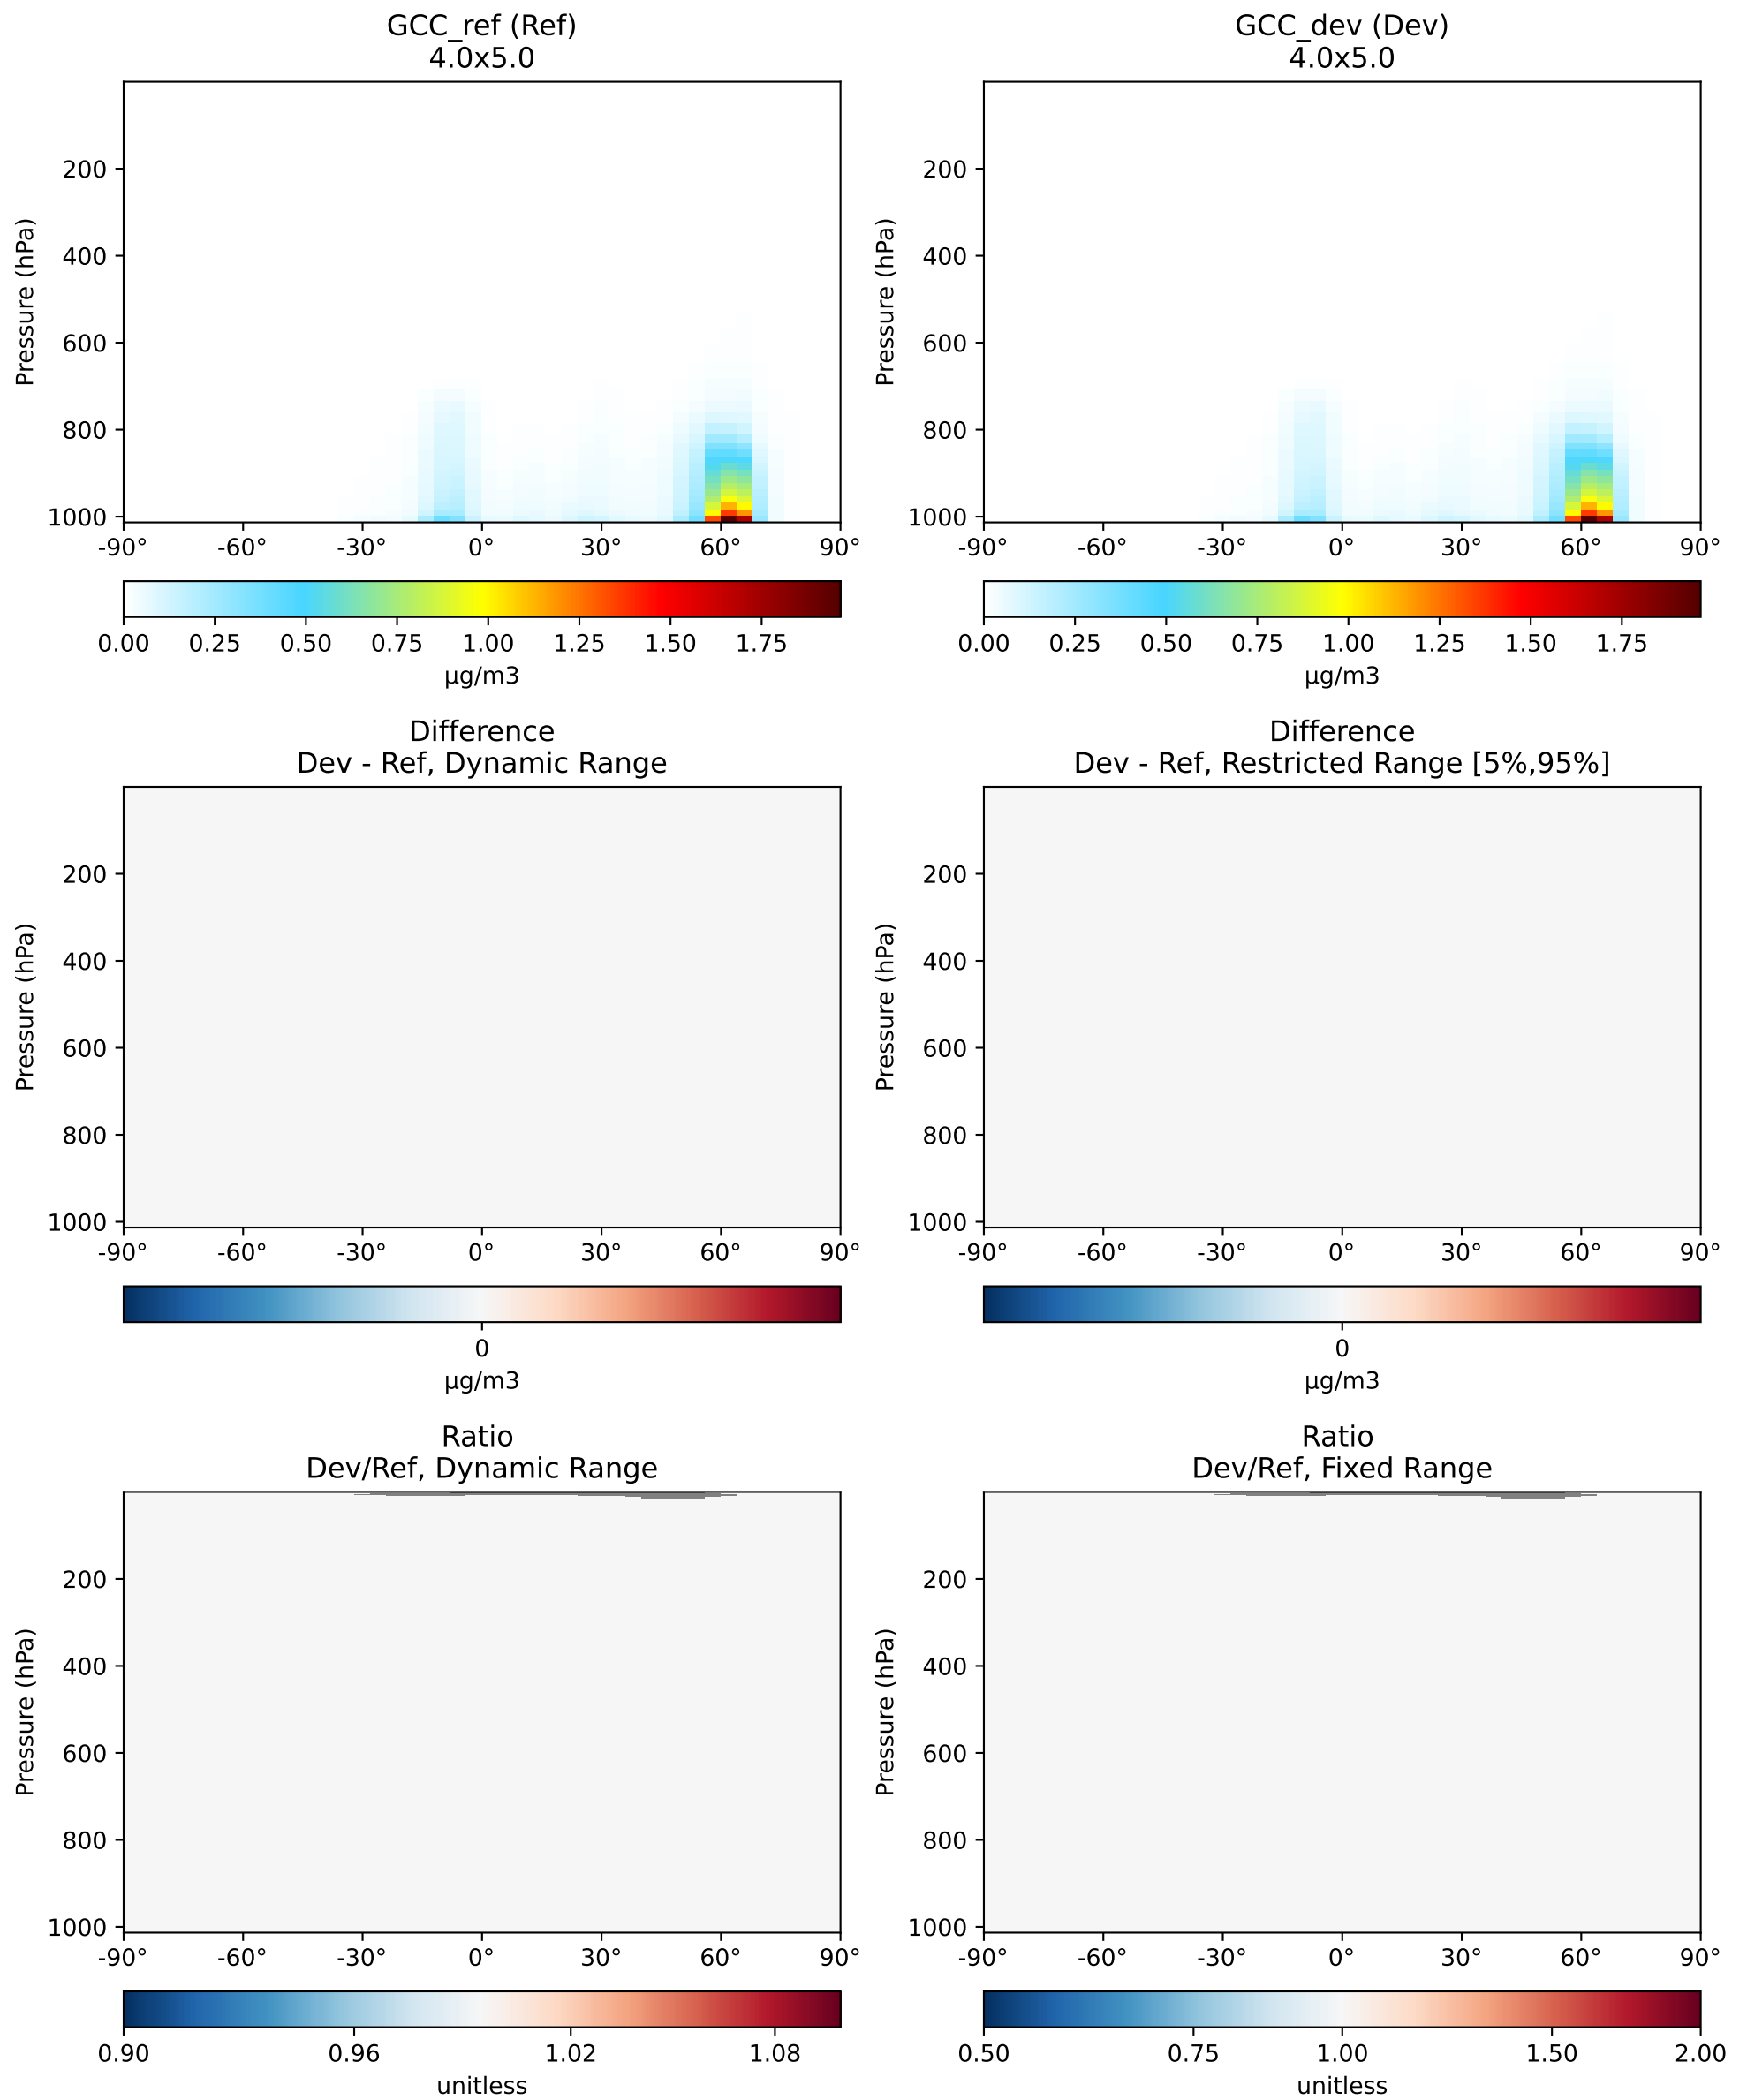 GCC_ref (Ref)
4.0x5.0
Pressure (hPa)
200
400
600
800
1000
-90° -60° -30° 0° 30° 60° 90°
0.00 0.25 0.50 0.75 1.00 1.25 1.50 1.75
µg/m3
GCC_dev (Dev)
4.0x5.0
Pressure (hPa)
200
400
600
800
1000
-90° -60° -30° 0° 30° 60° 90°
0.00 0.25 0.50 0.75 1.00 1.25 1.50 1.75
µg/m3
Difference
Dev - Ref, Dynamic Range
Pressure (hPa)
200
400
600
800
1000
-90° -60° -30° 0° 30° 60° 90°
0
µg/m3
Difference
Dev - Ref, Restricted Range [5%,95%]
Pressure (hPa)
200
400
600
800
1000
-90° -60° -30° 0° 30° 60° 90°
0
µg/m3
Ratio
Dev/Ref, Dynamic Range
Pressure (hPa)
200
400
600
800
1000
-90° -60° -30° 0° 30° 60° 90°
0.90 0.96 1.02 1.08
unitless
Ratio
Dev/Ref, Fixed Range
Pressure (hPa)
200
400
600
800
1000
-90° -60° -30° 0° 30° 60° 90°
0.50 0.75 1.00 1.50 2.00
unitless